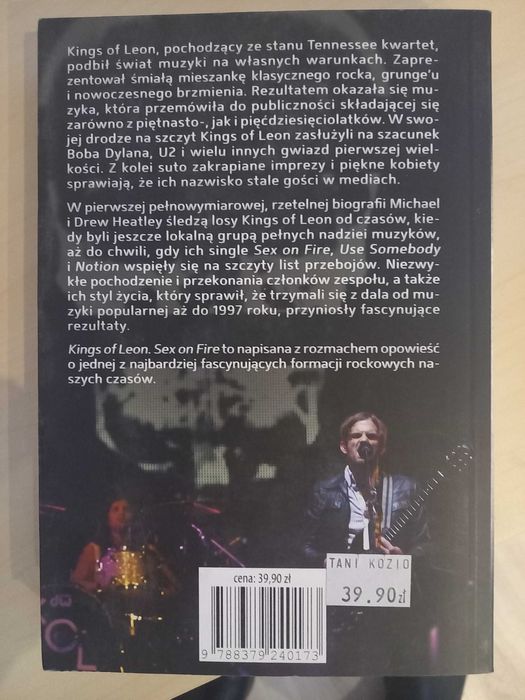 Kings of Leon, pochodzący ze stanu Tennessee kwartet,
podbił świat muzyki na własnych warunkach. Zapre-
zentował śmiałą mieszankę klasycznego rocka, grunge'u
i nowoczesnego brzmienia. Rezultatem okazała się mu-
zyka, która przemówiła do publiczności składającej się
zarówno z piętnasto-, jak i pięćdziesięciolatków. W swo-
jej drodze na szczyt Kings of Leon zasłużyli na szacunek
Boba Dylana, U2 i wielu innych gwiazd pierwszej wiel-
kości. Z kolei suto zakrapiane imprezy i piękne kobiety
sprawiają, że ich nazwisko stale gości w mediach.
W pierwszej pełnowymiarowej, rzetelnej biografii Michael
i Drew Heatley śledzą losy Kings of Leon od czasów, kie-
dy byli jeszcze lokalną grupą pełnych nadziei muzyków,
aż do chwili, gdy ich single Sex on Fire, Use Somebody
i Notion wspięły się na szczyty list przebojów. Niezwy-
kłe pochodzenie i przekonania członków zespołu, a także
ich styl życia, który sprawił, że trzymali się z dala od mu-
zyki popularnej aż do 1997 roku, przyniosły fascynujące
rezultaty.
Kings of Leon. Sex on Fire to napisana z rozmachem opowieść
o jednej z najbardziej fascynujących formacji rockowych na-
szych czasów.
TANI KOZIO
39.90zł
cena: 39,90 zł
9 788379 240173